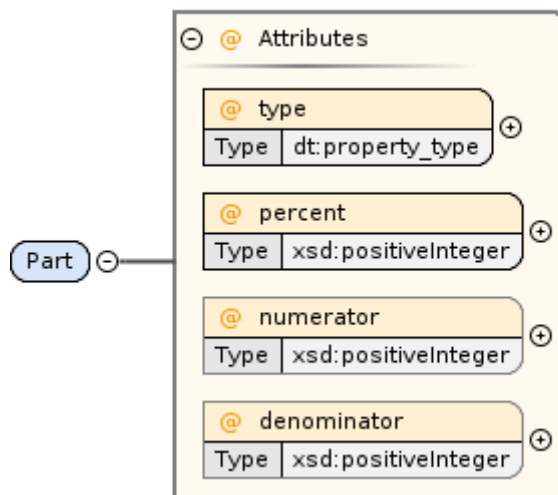 @ Attributes
@ type
Type dt:property_type
@ percent
Type xsd:positiveInteger
Part
@ numerator
Type xsd:positiveInteger
@ denominator
Type xsd:positiveInteger